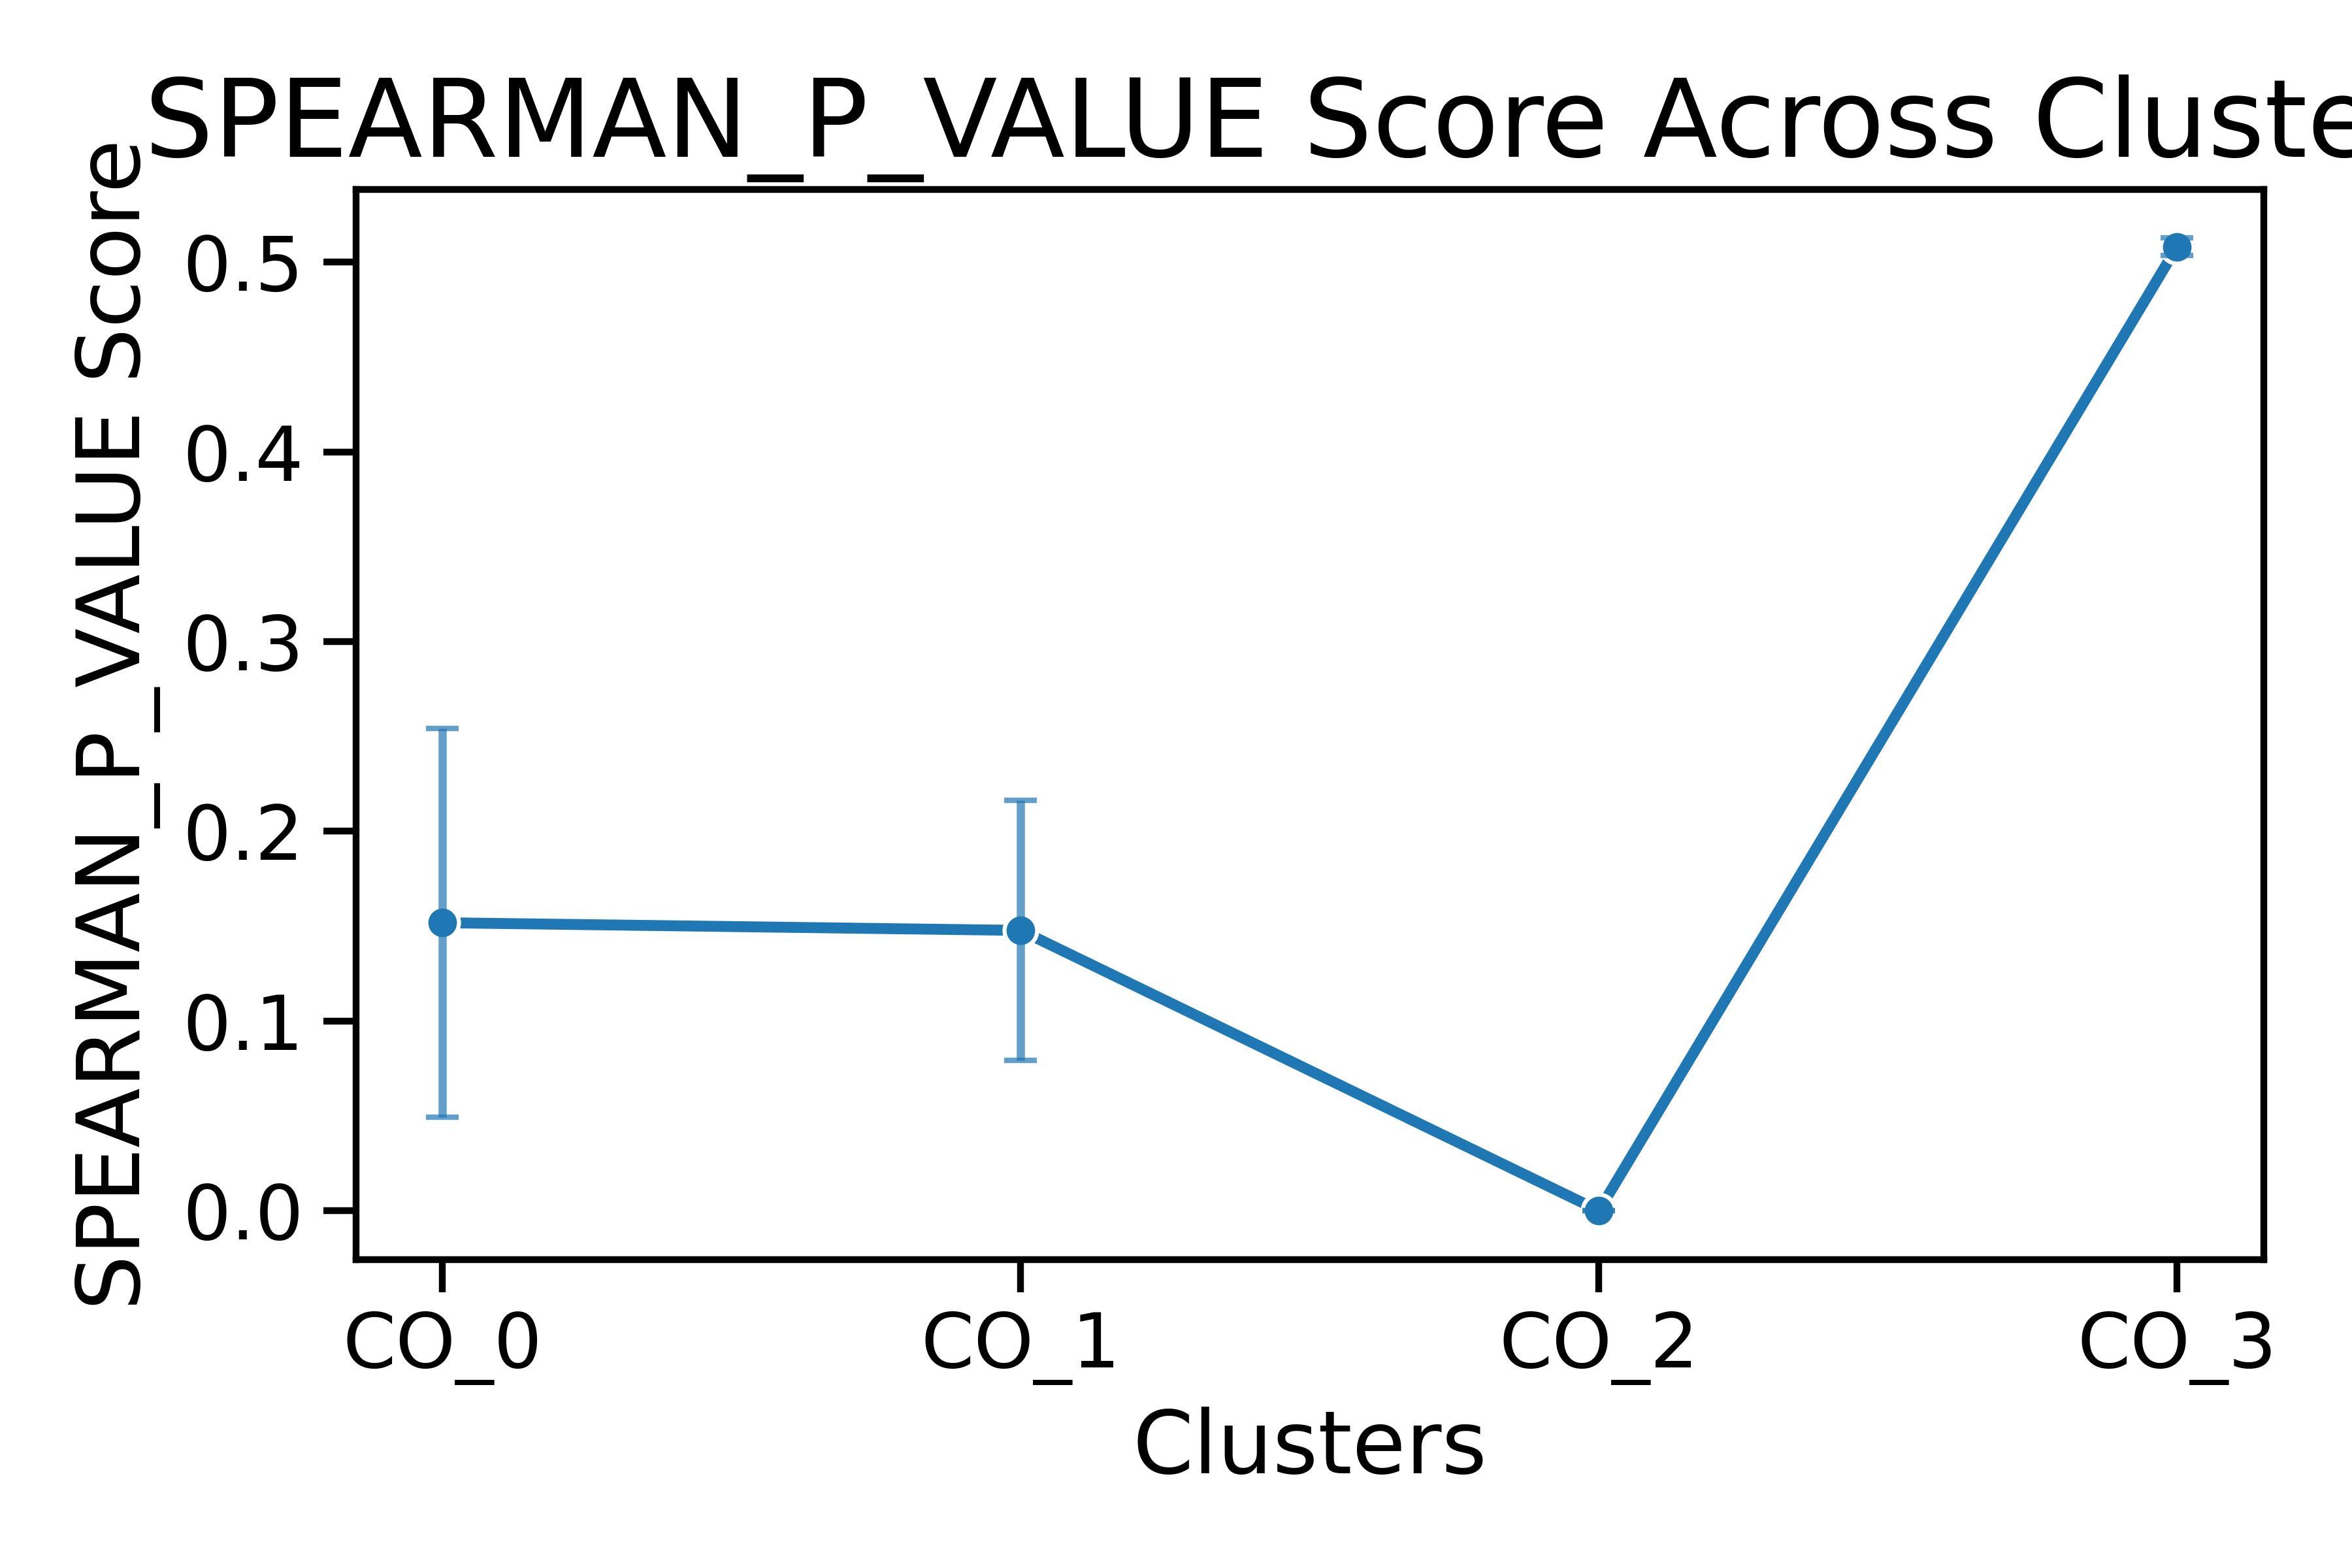 SPEARMAN_P_VALUE Score Across Cluste
SPEARMAN_P_VALUE Score
0.5
0.4
0.3
0.2
0.1
0.0
CO_0 CO_1 CO_2 CO_3
Clusters